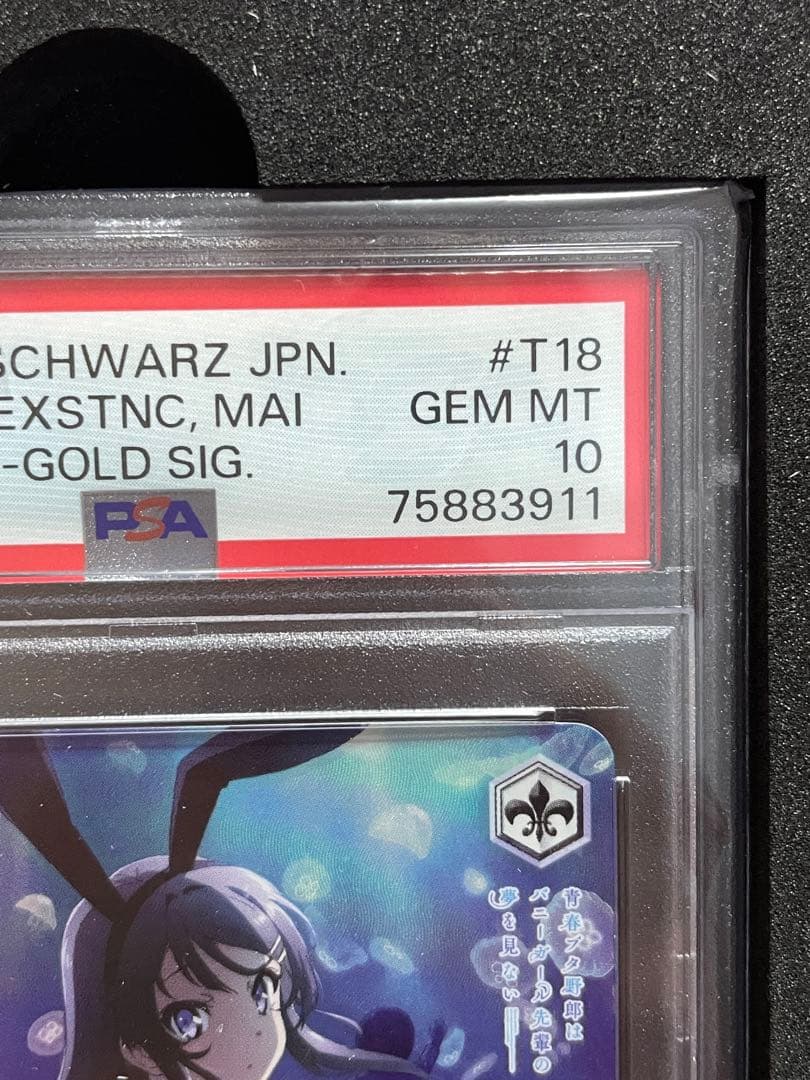 SCHWARZ JPN. #T18
EXSTNC, MAI GEM MT
-GOLD SIG. 10
75883911
PSA
青春ブタ野郎は
バニーガール先輩の
夢を見ない